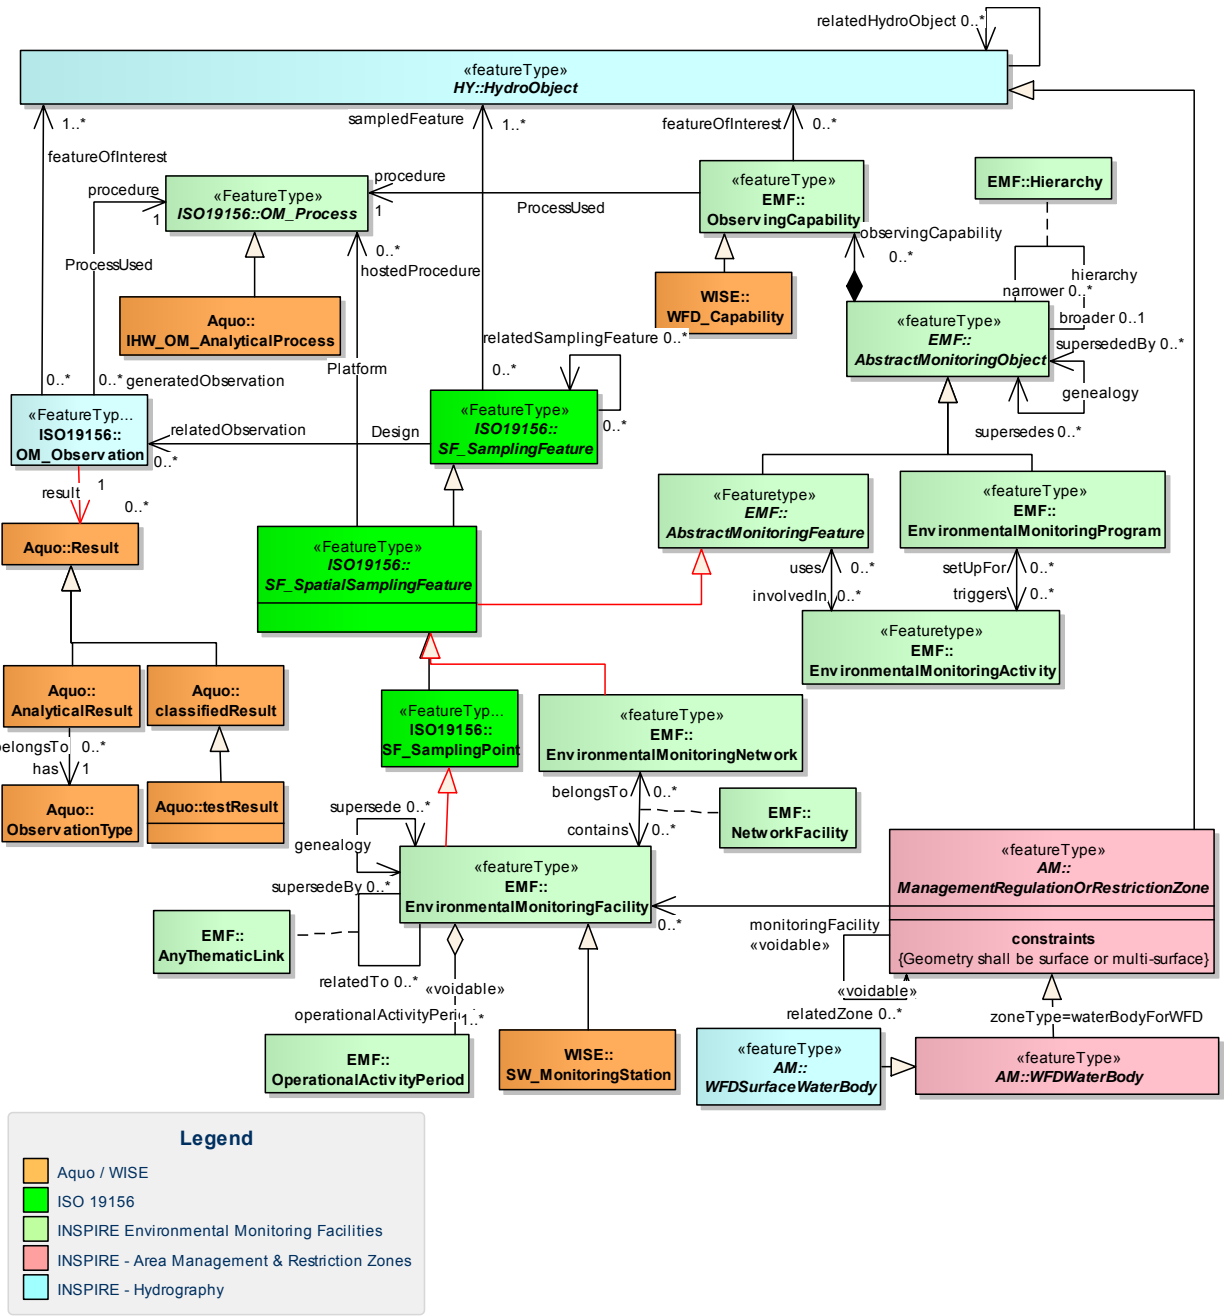 relatedHydroObject 0..*
«featureType»
HY::HydroObject
1..*
sampledFeature
1..*
featureOfInterest
0..*
featureOfInterest
procedure
1
«FeatureType»
ISO19156::OM_Process
procedure
1
ProcessUsed
«featureType»
EMF::
ObservingCapability
EMF::Hierarchy
ProcessUsed
0..*
hostedProcedure
observingCapability
0..*
hierarchy
narrower 0..*
broader 0..1
Aquo::
IHW_OM_AnalyticalProcess
WISE::
WFD_Capability
«featureType»
EMF::
AbstractMonitoringObject
supersededBy 0..*
genealogy
supersedes 0..*
relatedSamplingFeature 0..*
0..*
Platform
0..*
0..*
generatedObservation
0..*
«FeatureTyp...
ISO19156::
OM_Observation
relatedObservation
0..*
Design
«FeatureType»
ISO19156::
SF_SamplingFeature
result
1
0..*
Aquo::Result
«FeatureType»
ISO19156::
SF_SpatialSamplingFeature
«Featuretype»
EMF::
AbstractMonitoringFeature
«featureType»
EMF::
EnvironmentalMonitoringProgram
uses
0..*
involvedIn
0..*
setUpFor
0..*
triggers
0..*
«Featuretype»
EMF::
EnvironmentalMonitoringActivity
Aquo::
AnalyticalResult
Aquo::
classifiedResult
belongsTo
0..*
has
1
Aquo::
ObservationType
Aquo::testResult
«FeatureTyp...
ISO19156::
SF_SamplingPoint
«featureType»
EMF::
EnvironmentalMonitoringNetwork
belongsTo
0..*
contains
0..*
EMF::
NetworkFacility
supersede 0..*
genealogy
supersedeBy 0..*
«featureType»
EMF::
EnvironmentalMonitoringFacility
0..*
monitoringFacility
«voidable»
«featureType»
AM::
ManagementRegulationOrRestrictionZone
constraints
{Geometry shall be surface or multi-surface}
EMF::
AnyThematicLink
relatedTo 0..*
«voidable»
operationalActivityPeriod
1..*
«voidable»
relatedZone 0..*
zoneType=waterBodyForWFD
EMF::
OperationalActivityPeriod
WISE::
SW_MonitoringStation
«featureType»
AM::
WFDSurfaceWaterBody
«featureType»
AM::WFDWaterBody
Legend
Aquo / WISE
ISO 19156
INSPIRE Environmental Monitoring Facilities
INSPIRE - Area Management & Restriction Zones
INSPIRE - Hydrography